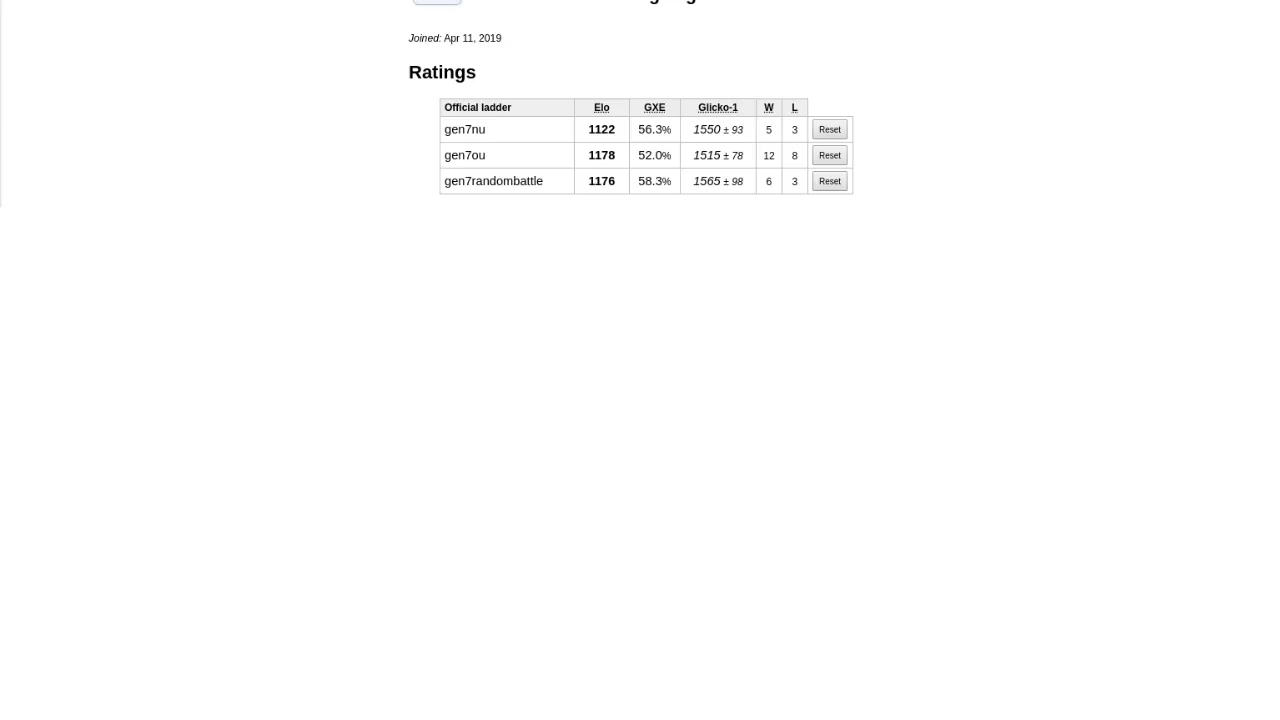 Joined: Apr 11, 2019
Ratings
Official ladder Elo GXE Glicko-1 W L
gen7nu 1122 56.3% 1550 ± 93 5 3 Reset
gen7ou 1178 52.0% 1515 ± 78 12 8 Reset
gen7randombattle 1176 58.3% 1565 ± 98 6 3 Reset